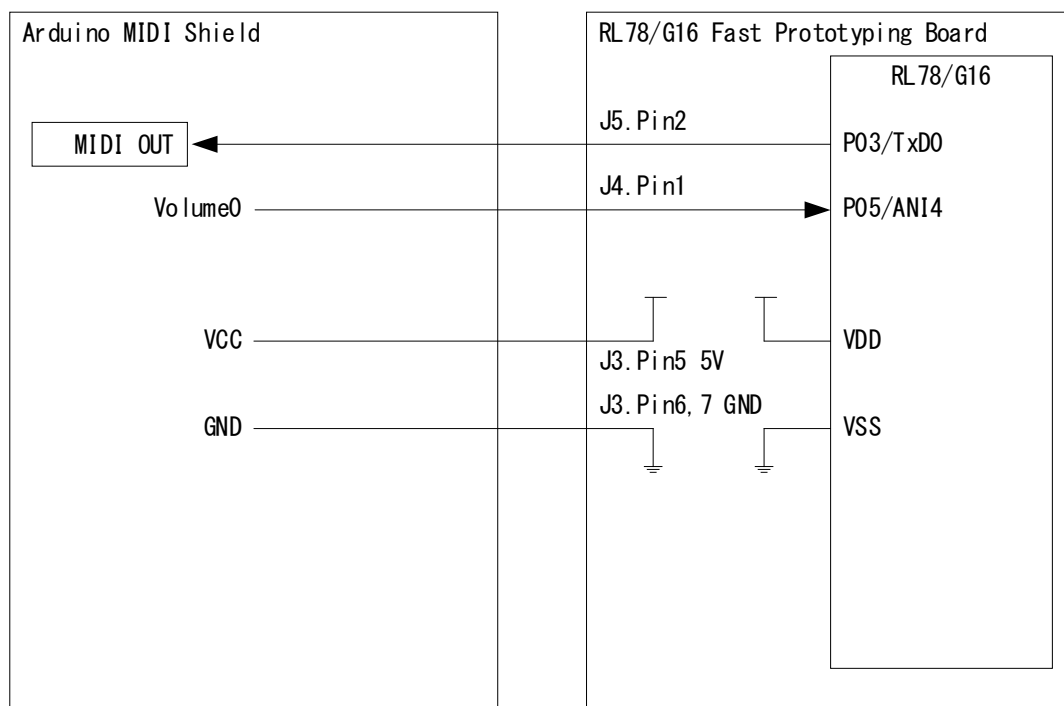 Arduino MIDI Shield
RL78/G16 Fast Prototyping Board
RL78/G16
J5.Pin2
MIDI OUT
P03/TxD0
J4.Pin1
Volume0
P05/ANI4
VCC
VDD
J3.Pin5 5V
J3.Pin6,7 GND
GND
VSS